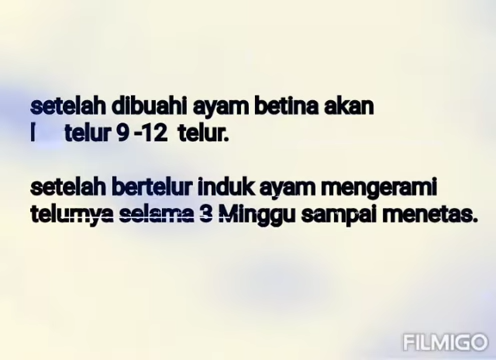 setelah dibuahi ayam betina akan
telur 9 -12 telur.
setelah bertelur induk ayam mengerami
telurnya selama 3 Minggu sampai menetas.
FILMIGO